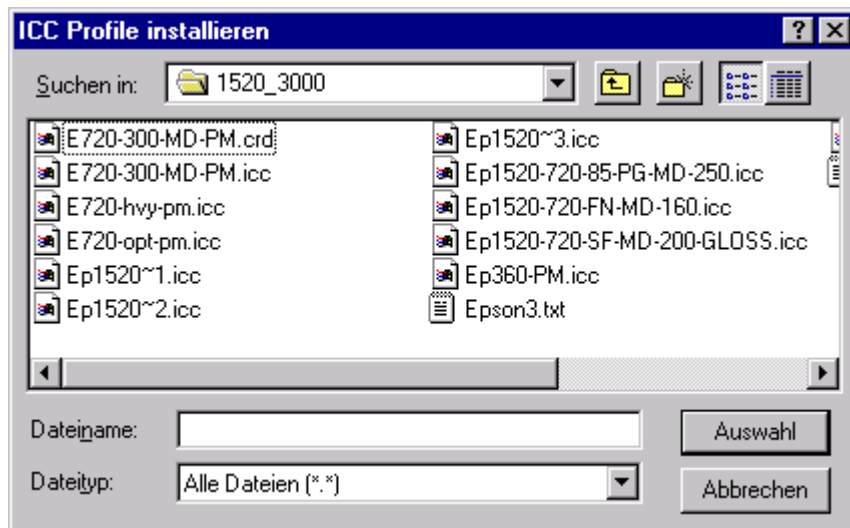 ICC Profile installieren
Suchen in: 1520_3000
E720-300-MD-PM.crd
E720-300-MD-PM.icc
E720-hvy-pm.icc
E720-opt-pm.icc
Ep1520~1.icc
Ep1520~2.icc
Ep1520~3.icc
Ep1520-720-85-PG-MD-250.icc
Ep1520-720-FN-MD-160.icc
Ep1520-720-SF-MD-200-GLOSS.icc
Ep360-PM.icc
Epson3.txt
Dateiname:
Auswahl
Dateityp: Alle Dateien (*.*)
Abbrechen